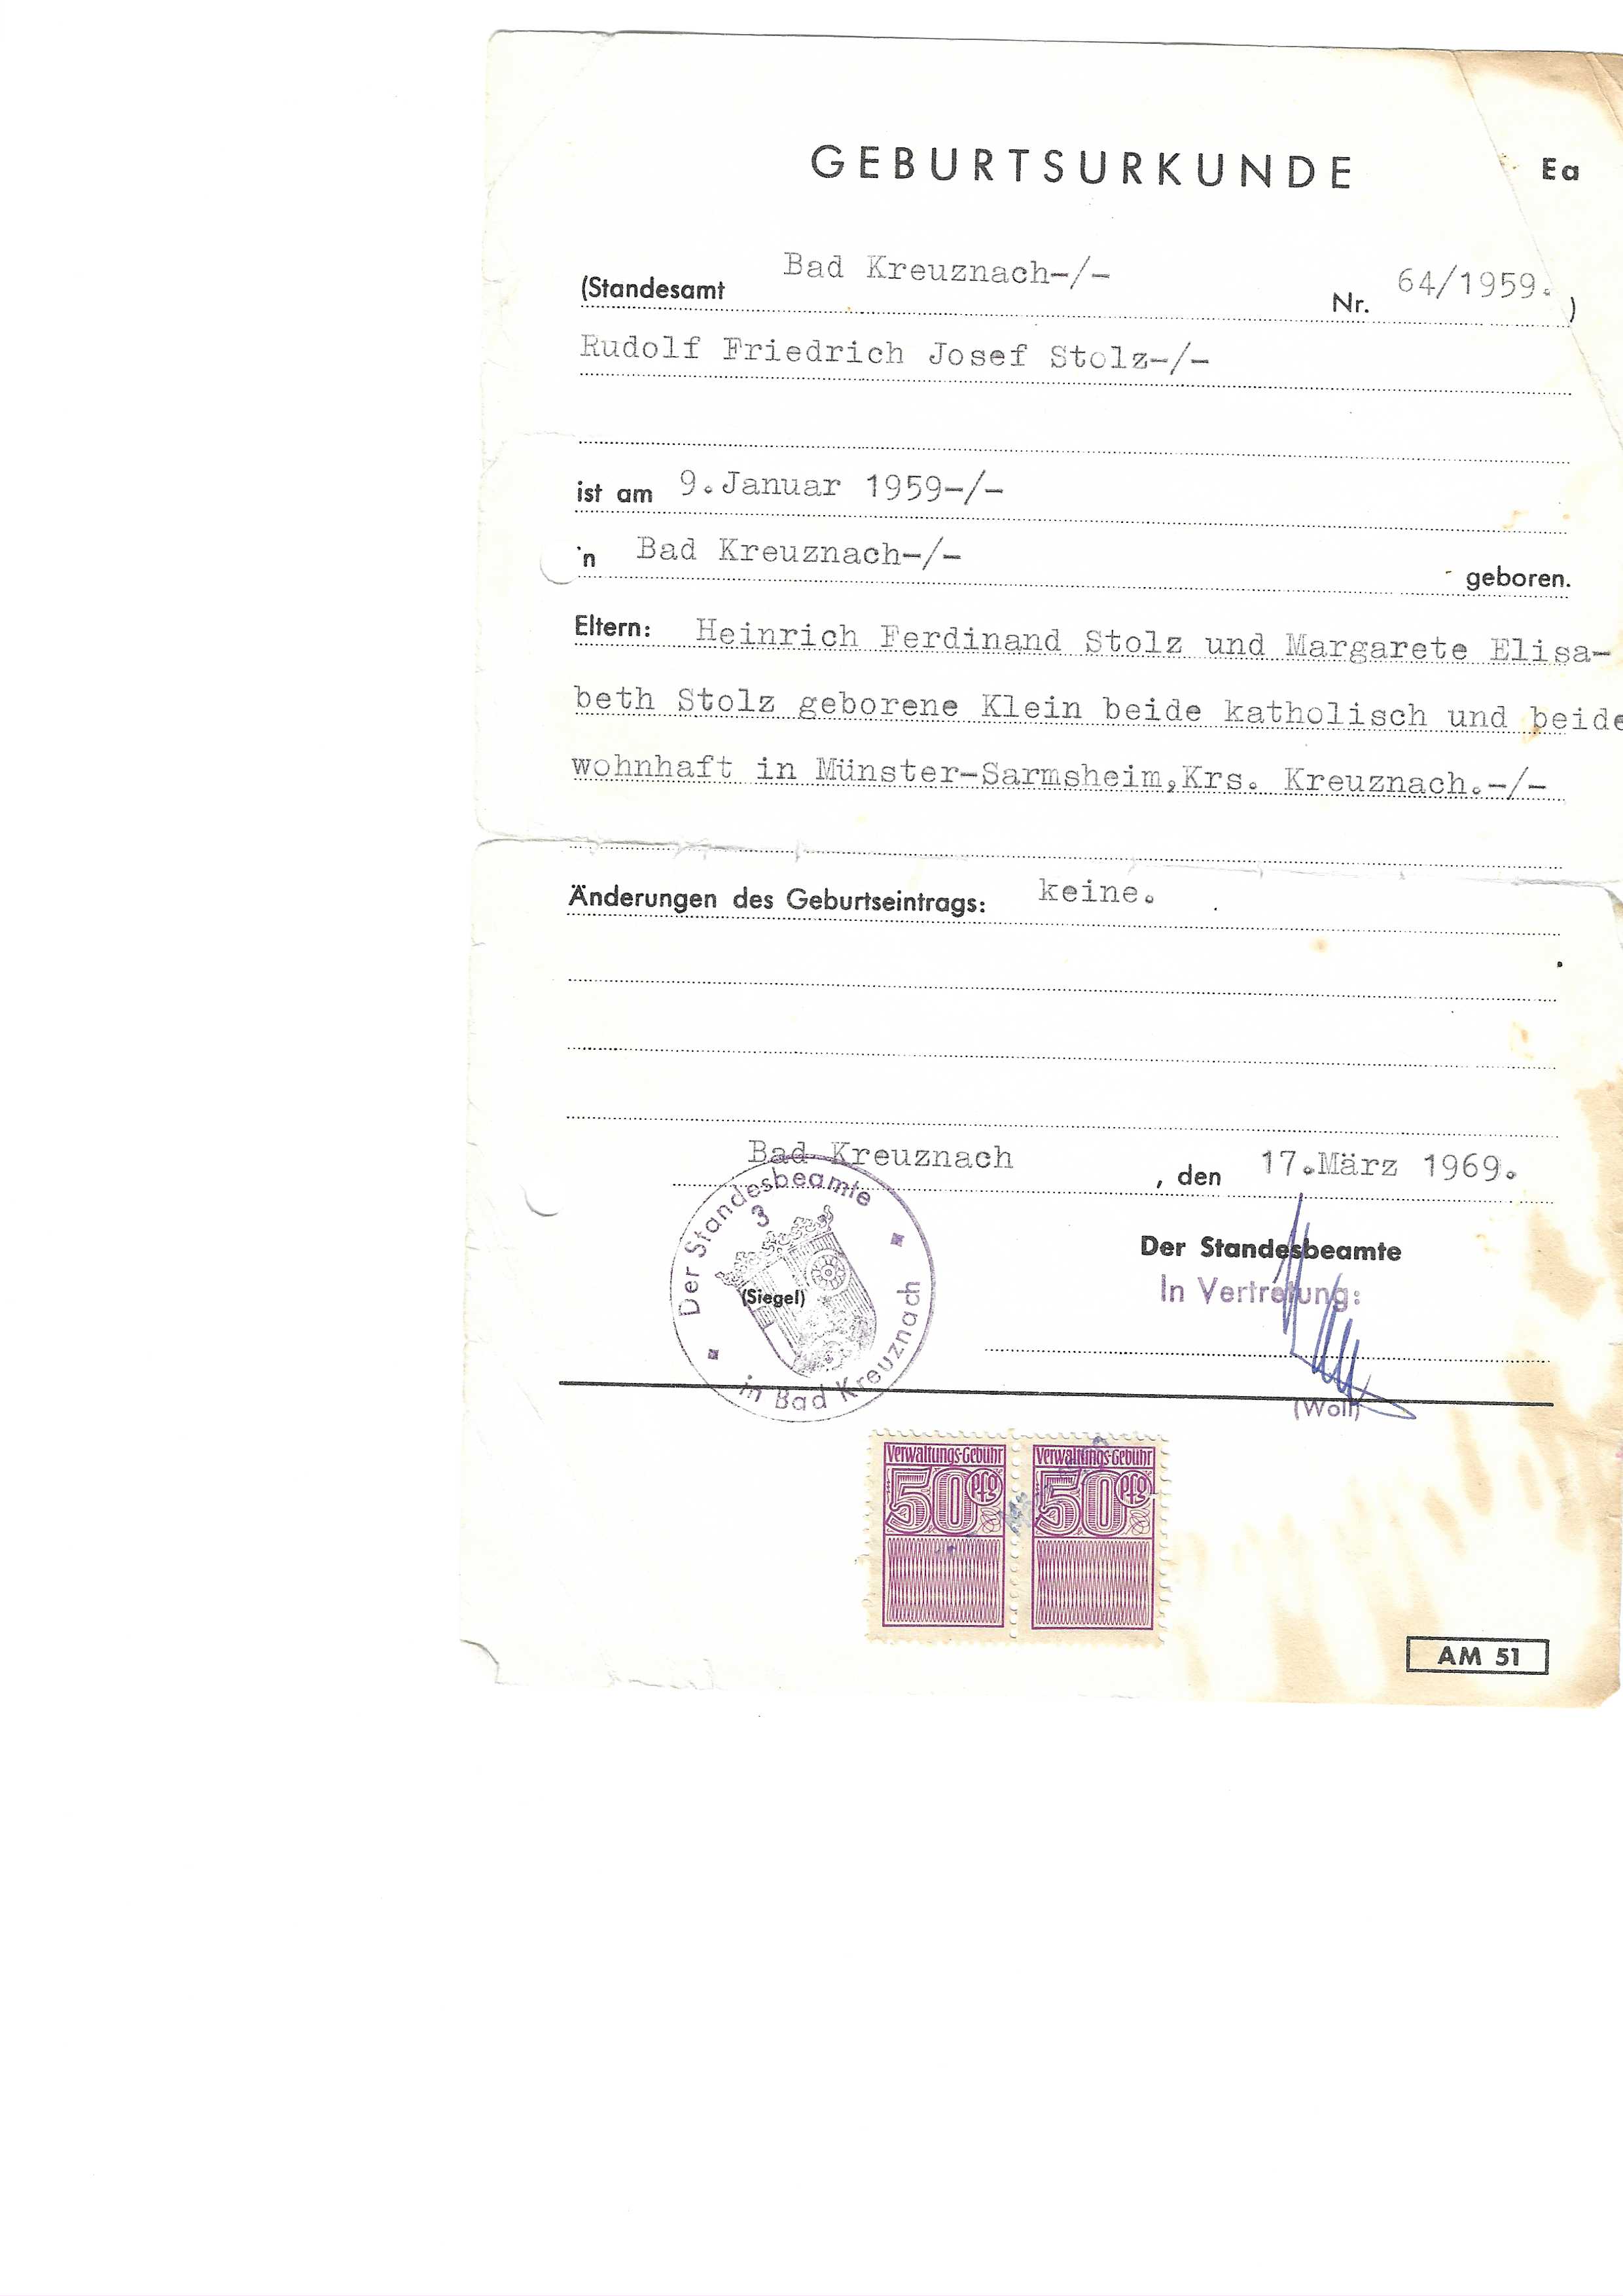 GEBURTSURKUNDE
Ea
(Standesamt Bad Kreuznach-/- Nr. 64/1959. )
Rudolf Friedrich Josef Stolz-/-
ist am 9.Januar 1959-/-
'n Bad Kreuznach-/- geboren.
Eltern: Heinrich Ferdinand Stolz und Margarete Elisa-
beth Stolz geborene Klein beide katholisch und beide
wohnhaft in Münster-Sarmsheim,Krs. Kreuznach.-/-
Änderungen des Geburtseintrags: keine.
Bad Kreuznach , den 17.März 1969.
Der Standesbeamte
3
(Siegel)
in Bad Kreuznach
Der Standesbeamte
In Vertretung:
(Woll)
Verwaltungs-Gebühr Verwaltungs-Gebühr
50 Pfg 50 Pfg
AM 51